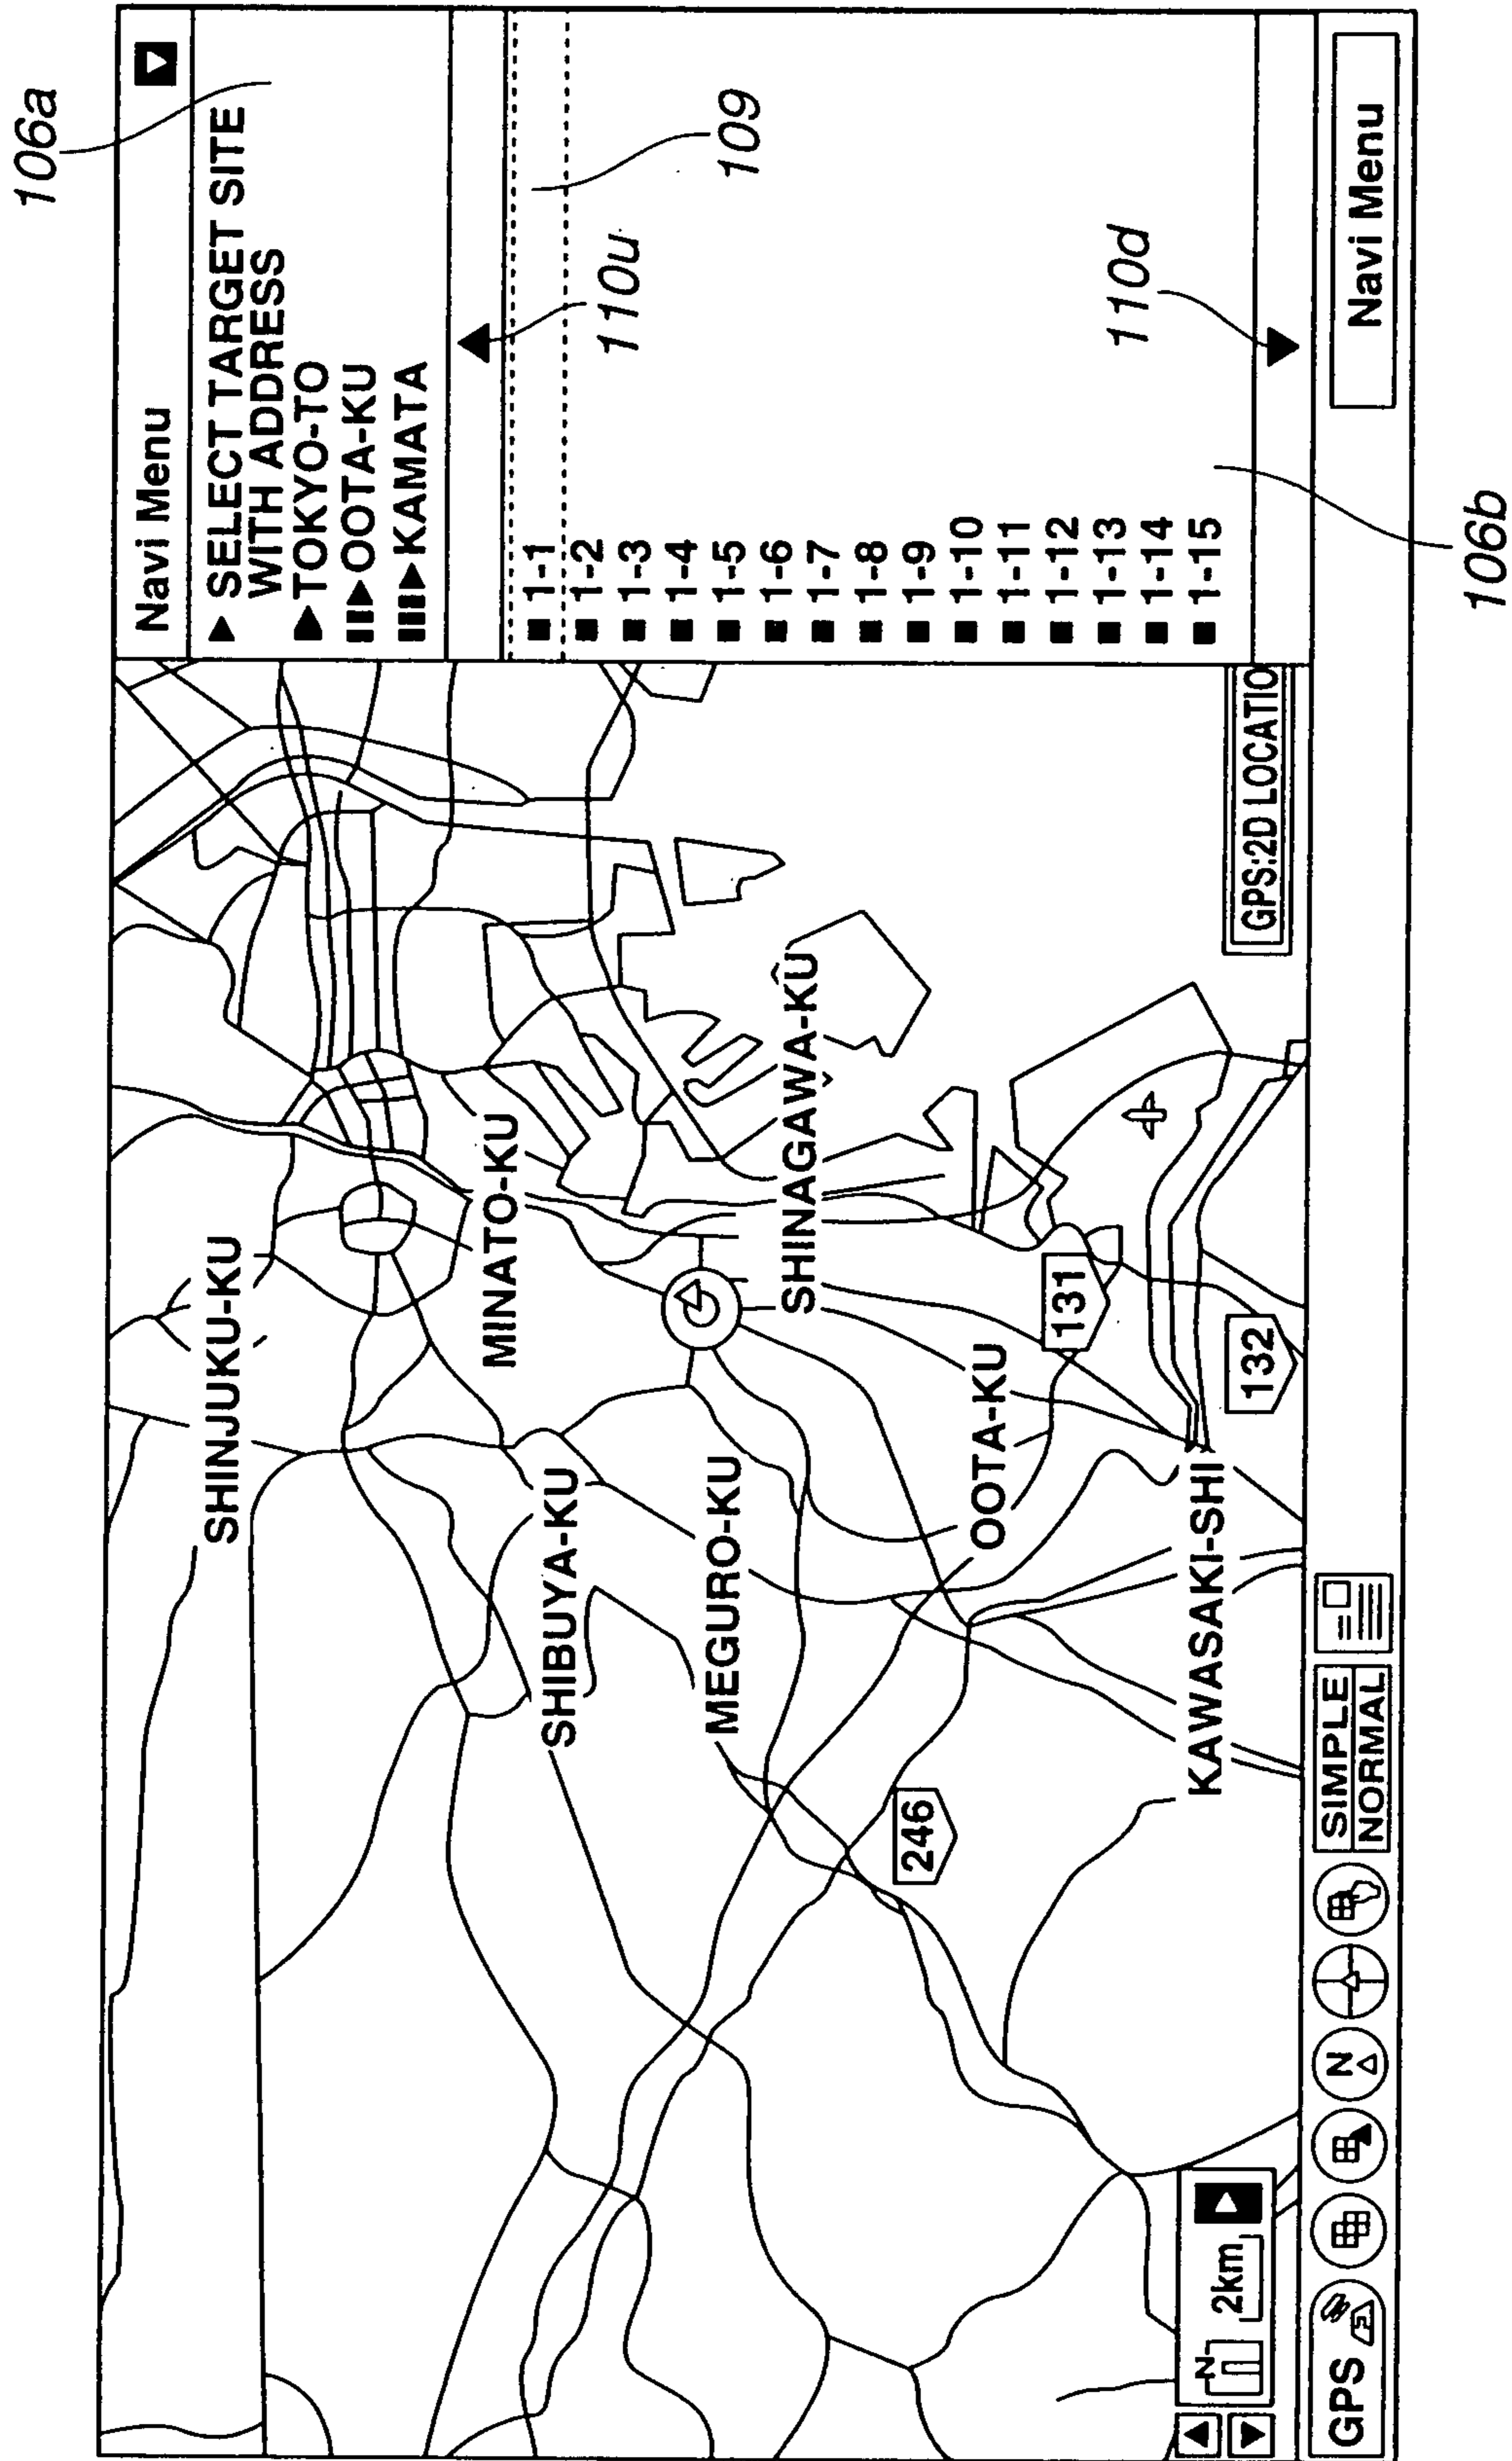 106a
Navi Menu
▶ SELECT TARGET SITE
WITH ADDRESS
▶TOKYO-TO
▶OOTA-KU
▶KAMATA
110u
109
■ 1-1
■ 1-2
■ 1-3
■ 1-4
■ 1-5
■ 1-6
■ 1-7
■ 1-8
■ 1-9
■ 1-10
■ 1-11
■ 1-12
■ 1-13
■ 1-14
■ 1-15
110d
106b
Navi Menu
SHINJUKU-KU
MINATO-KU
SHIBUYA-KU
MEGURO-KU
SHINAGAWA-KU
OOTA-KU
KAWASAKI-SHI
246
131
132
GPS:2D LOCATIO
N
2km
GPS
N
SIMPLE
NORMAL